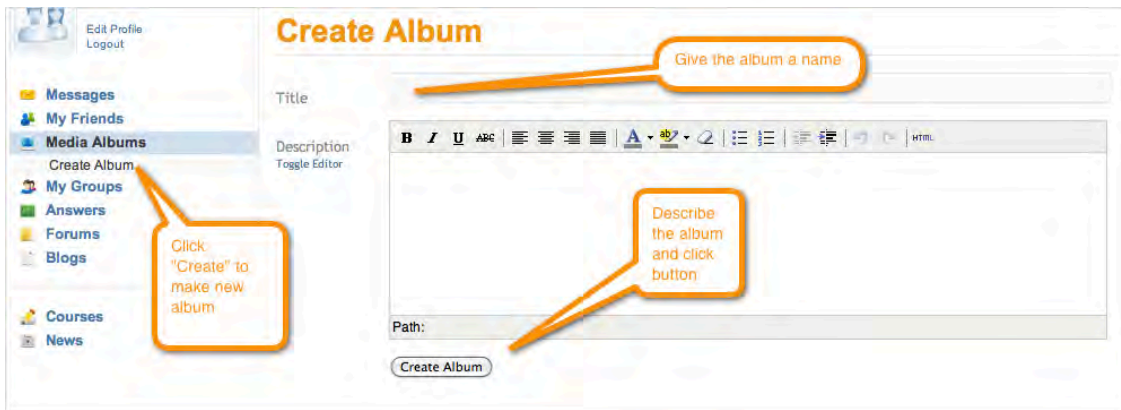 Edit Profile
Logout
Create Album
Give the album a name
Title
Messages
My Friends
Media Albums
Create Album
My Groups
Answers
Forums
Blogs
Courses
News
Description
Toggle Editor
B I U ABC A ab HTML
Click
"Create" to
make new
album
Describe
the album
and click
button
Path:
Create Album